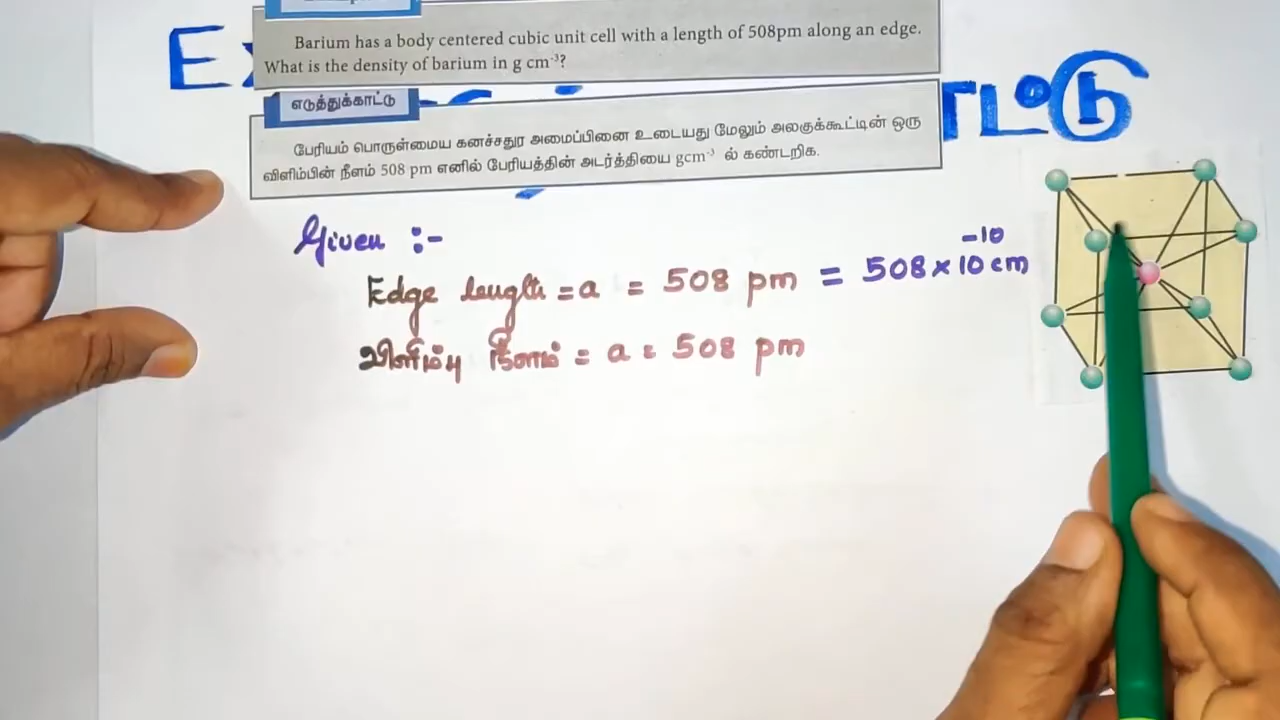 Barium has a body centered cubic unit cell with a length of 508pm along an edge.
What is the density of barium in g cm⁻³?
எடுத்துக்காட்டு
பேரியம் பொருள்மைய கனச்சதுர அமைப்பினை உடையது மேலும் அலகுக்கூட்டின் ஒரு
விளிம்பின் நீளம் 508 pm எனில் பேரியத்தின் அடர்த்தியை gcm⁻³ ல் கண்டறிக.
Given :-
Edge length = a = 508 pm = 508 × 10⁻¹⁰ cm
விளிம்பு நீளம் = a = 508 pm